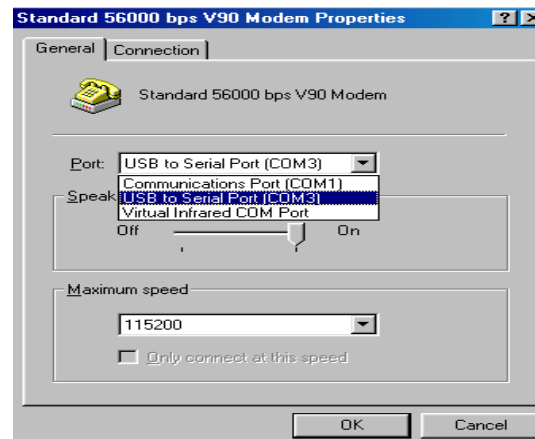 Standard 56000 bps V90 Modem Properties
General Connection
Standard 56000 bps V90 Modem
Port: USB to Serial Port (COM3)
Communications Port (COM1)
Speak USB to Serial Port (COM3)
Virtual Infrared COM Port
Off On
Maximum speed
115200
Only connect at this speed
OK Cancel